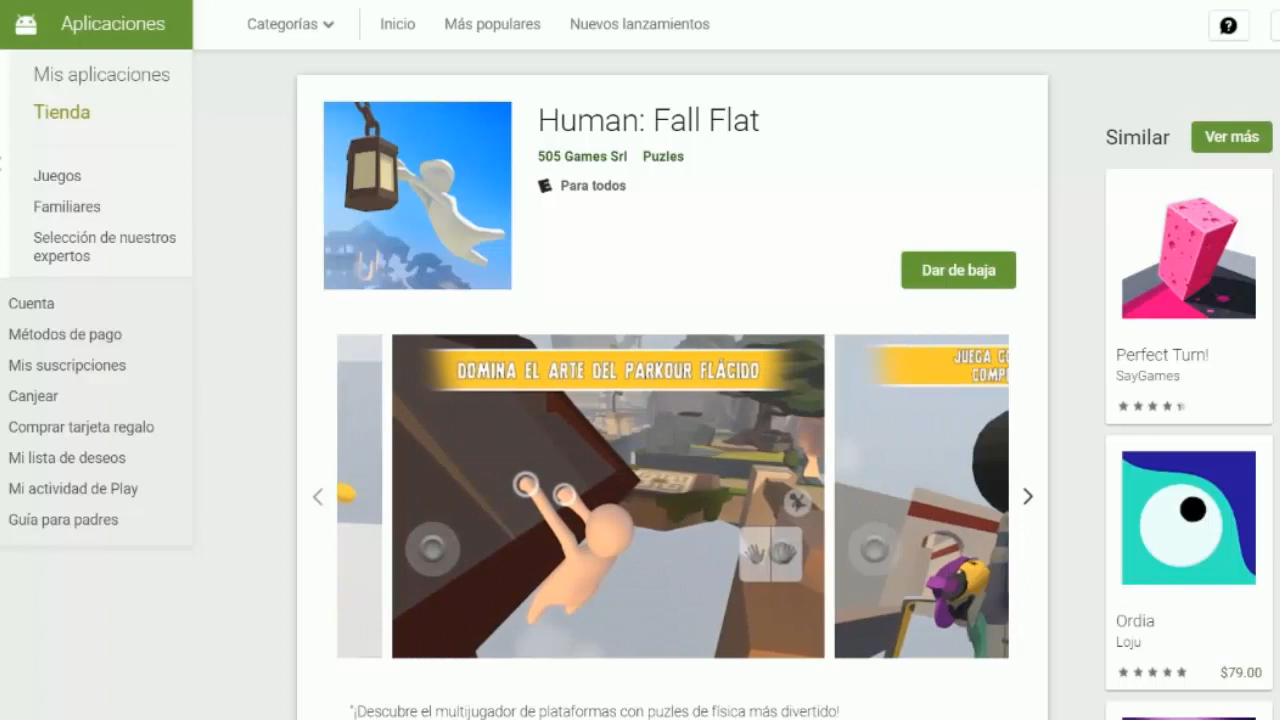 Aplicaciones
Categorías
Inicio
Más populares
Nuevos lanzamientos
Mis aplicaciones
Tienda
Juegos
Familiares
Selección de nuestros
expertos
Cuenta
Métodos de pago
Mis suscripciones
Canjear
Comprar tarjeta regalo
Mi lista de deseos
Mi actividad de Play
Guía para padres
Human: Fall Flat
505 Games Srl Puzles
E Para todos
Dar de baja
DOMINA EL ARTE DEL PARKOUR FLÁCIDO
JUEGA
"¡Descubre el multijugador de plataformas con puzles de física más divertido!
Similar
Ver más
Perfect Turn!
SayGames
Ordia
Loju
$79.00